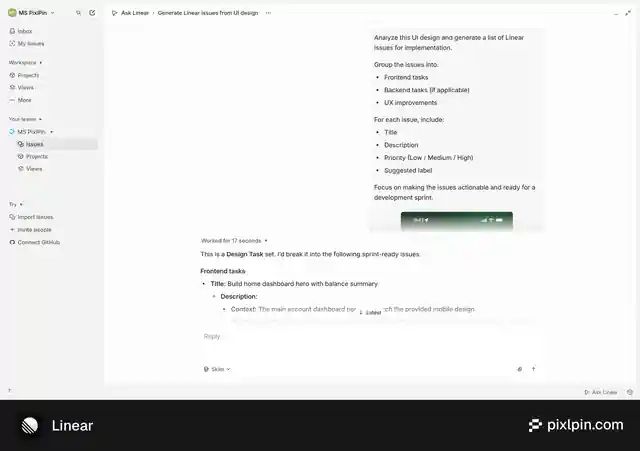 MS PixlPin
Inbox
My issues
Workspace
Projects
Views
More
Your teams
MS PixlPin
Issues
Projects
Views
Try
Import issues
Invite people
Connect GitHub
Ask Linear › Generate Linear issues from UI design
Analyze this UI design and generate a list of Linear
issues for implementation.
Group the issues into:
• Frontend tasks
• Backend tasks (if applicable)
• UX improvements
For each issue, include:
• Title
• Description
• Priority (Low / Medium / High)
• Suggested label
Focus on making the issues actionable and ready for a
development sprint.
Worked for 17 seconds
This is a Design Task set. I'd break it into the following sprint-ready issues.
Frontend tasks
• Title: Build home dashboard hero with balance summary
• Description:
• Context: The main account dashboard the provided mobile design.
↓ Latest
Reply
Skills
Ask Linear
Linear
pixlpin.com